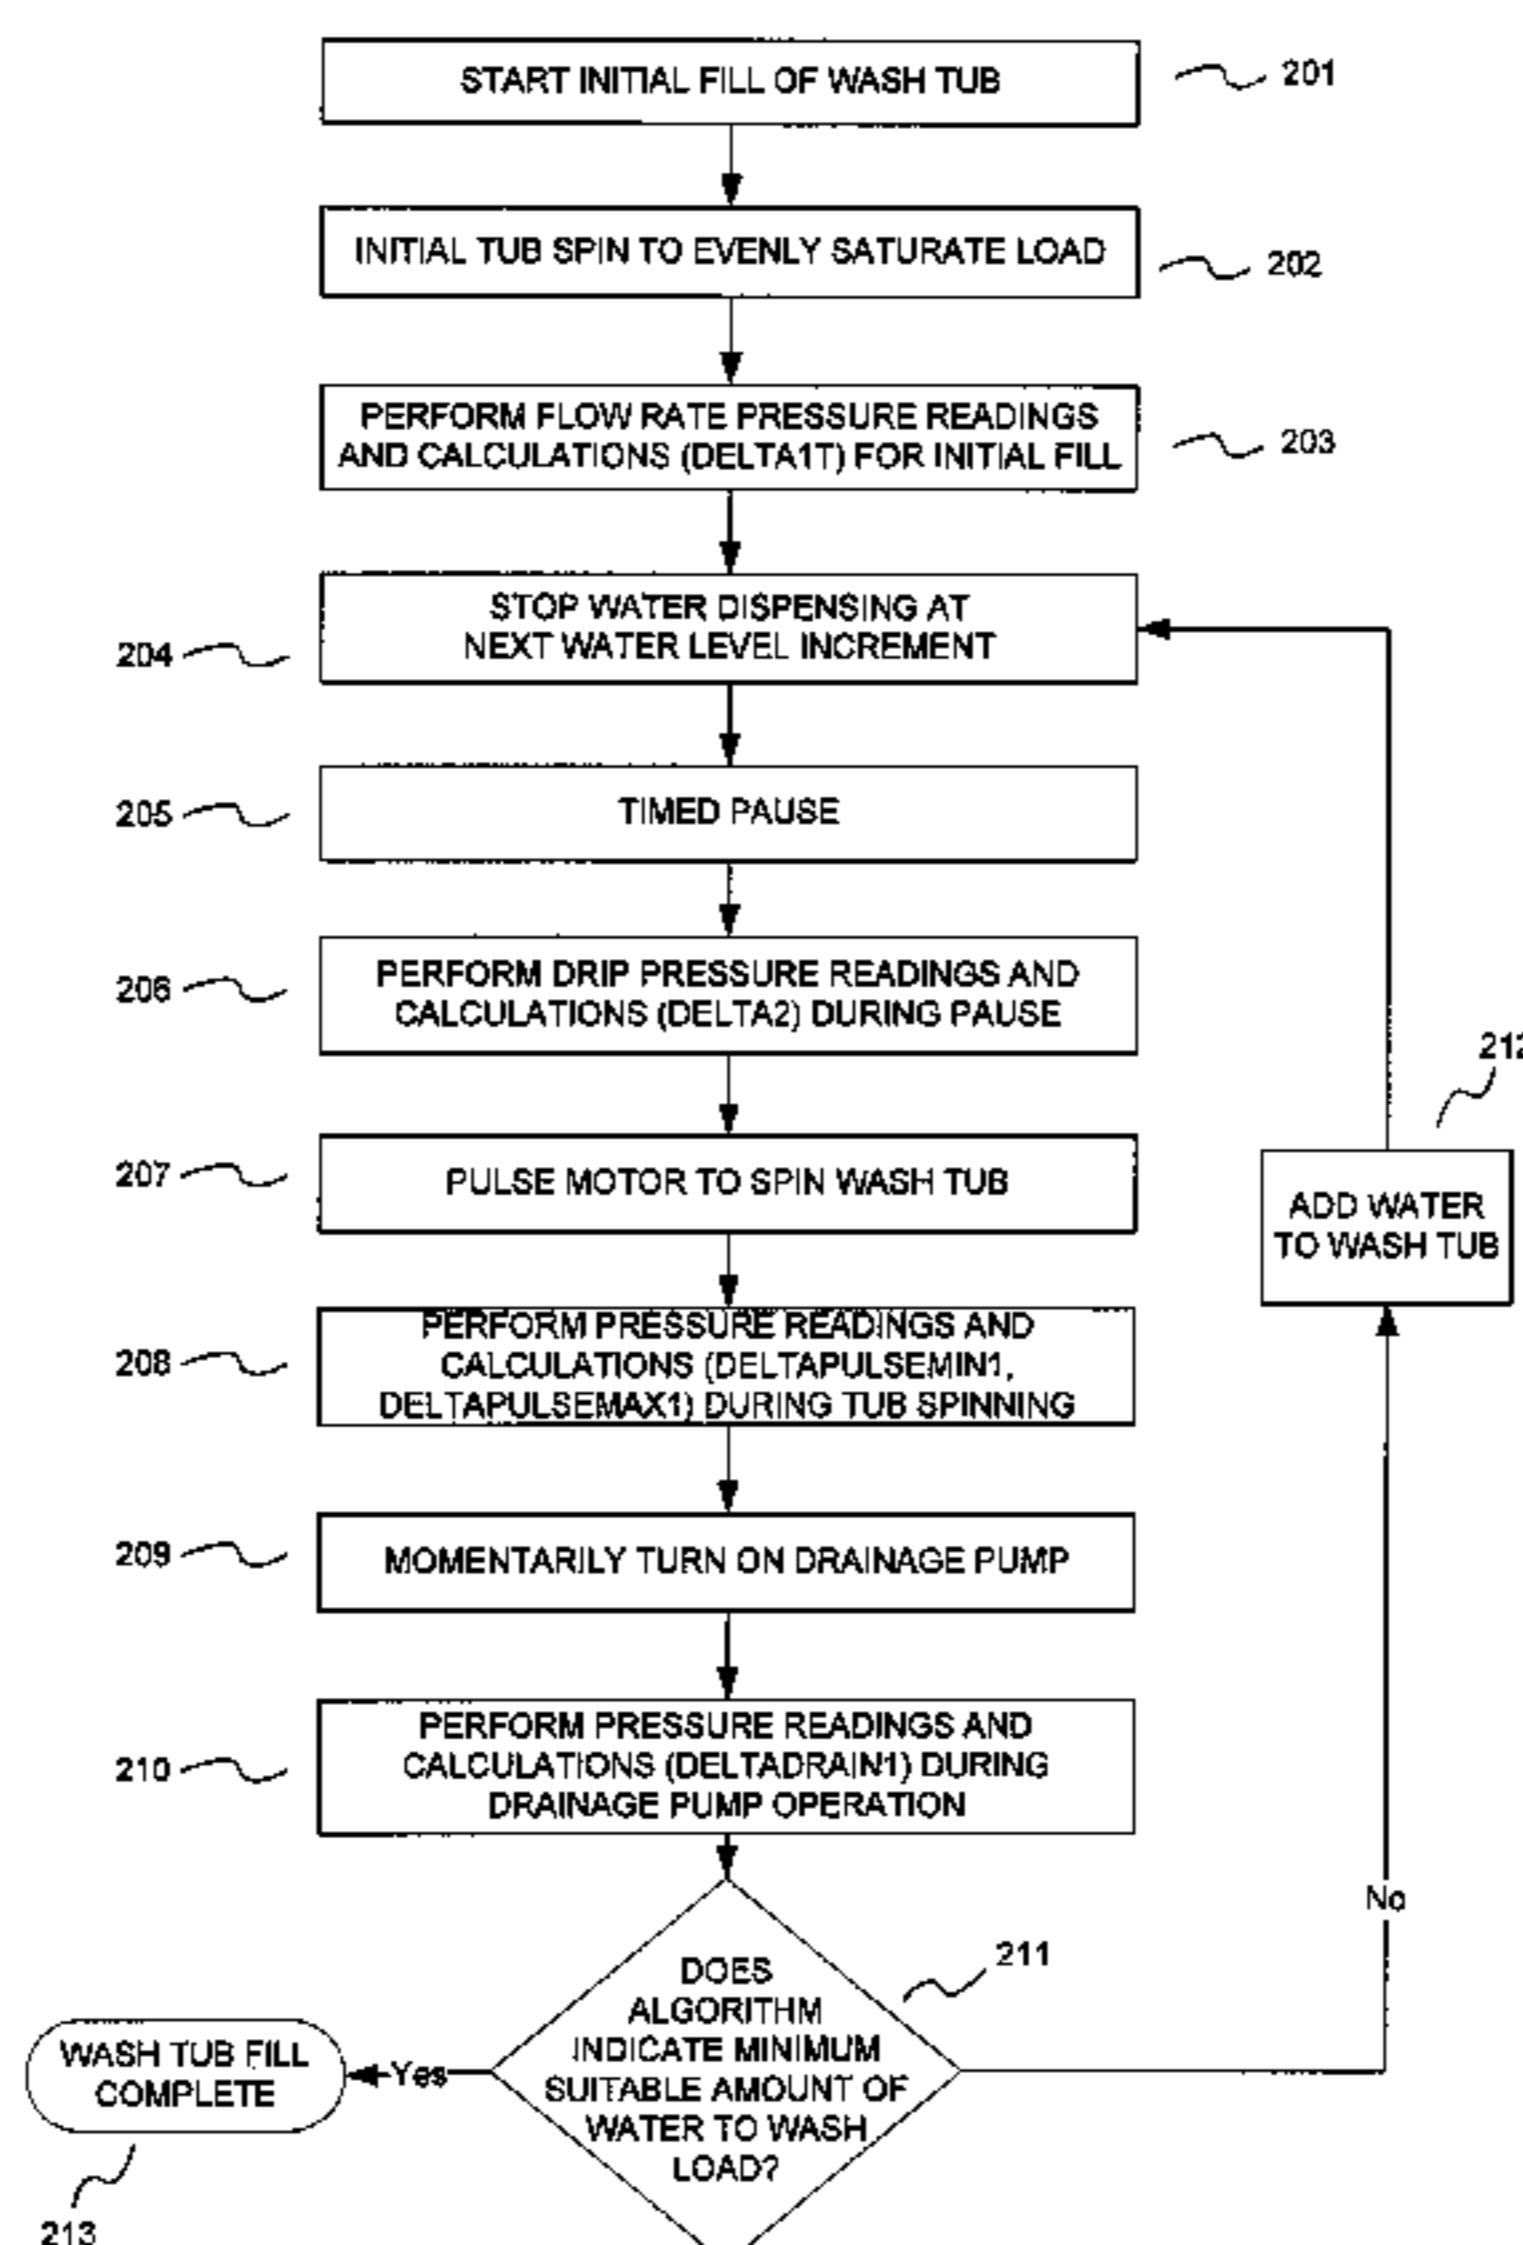 START INITIAL FILL OF WASH TUB
201
INITIAL TUB SPIN TO EVENLY SATURATE LOAD
202
PERFORM FLOW RATE PRESSURE READINGS
AND CALCULATIONS (DELTA1T) FOR INITIAL FILL
203
STOP WATER DISPENSING AT
NEXT WATER LEVEL INCREMENT
204
TIMED PAUSE
205
PERFORM DRIP PRESSURE READINGS AND
CALCULATIONS (DELTA2) DURING PAUSE
206
PULSE MOTOR TO SPIN WASH TUB
207
PERFORM PRESSURE READINGS AND
CALCULATIONS (DELTAPULSEMIN1,
DELTAPULSEMAX1) DURING TUB SPINNING
208
MOMENTARILY TURN ON DRAINAGE PUMP
209
PERFORM PRESSURE READINGS AND
CALCULATIONS (DELTADRAIN1) DURING
DRAINAGE PUMP OPERATION
210
DOES
ALGORITHM
INDICATE MINIMUM
SUITABLE AMOUNT OF
WATER TO WASH
LOAD?
211
No
ADD WATER
TO WASH TUB
212
Yes
WASH TUB FILL
COMPLETE
213